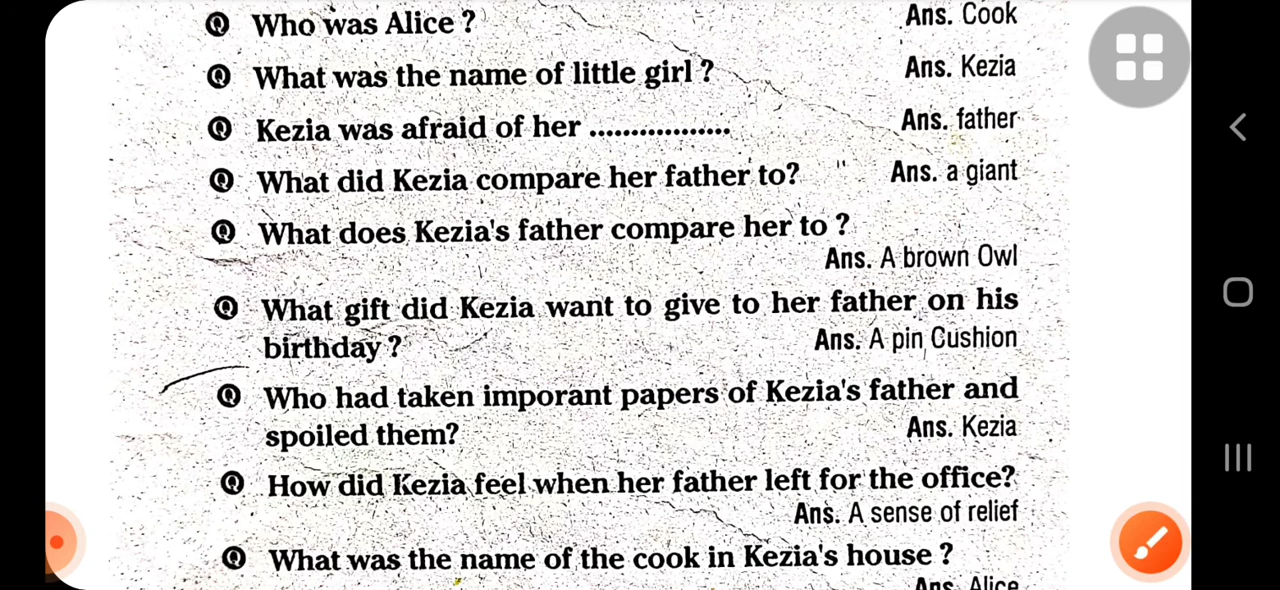 Q Who was Alice ? Ans. Cook
Q What was the name of little girl ? Ans. Kezia
Q Kezia was afraid of her ................. Ans. father
Q What did Kezia compare her father to? Ans. a giant
Q What does Kezia's father compare her to ?
Ans. A brown Owl
Q What gift did Kezia want to give to her father on his
birthday ? Ans. A pin Cushion
Q Who had taken imporant papers of Kezia's father and
spoiled them? Ans. Kezia
Q How did Kezia feel when her father left for the office?
Ans. A sense of relief
Q What was the name of the cook in Kezia's house ?
Ans. Alice